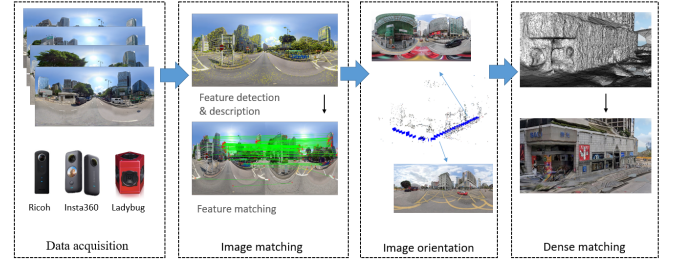 Feature detection
& description
Feature matching
Ricoh
Insta360
Ladybug
Data acquisition
Image matching
Image orientation
Dense matching